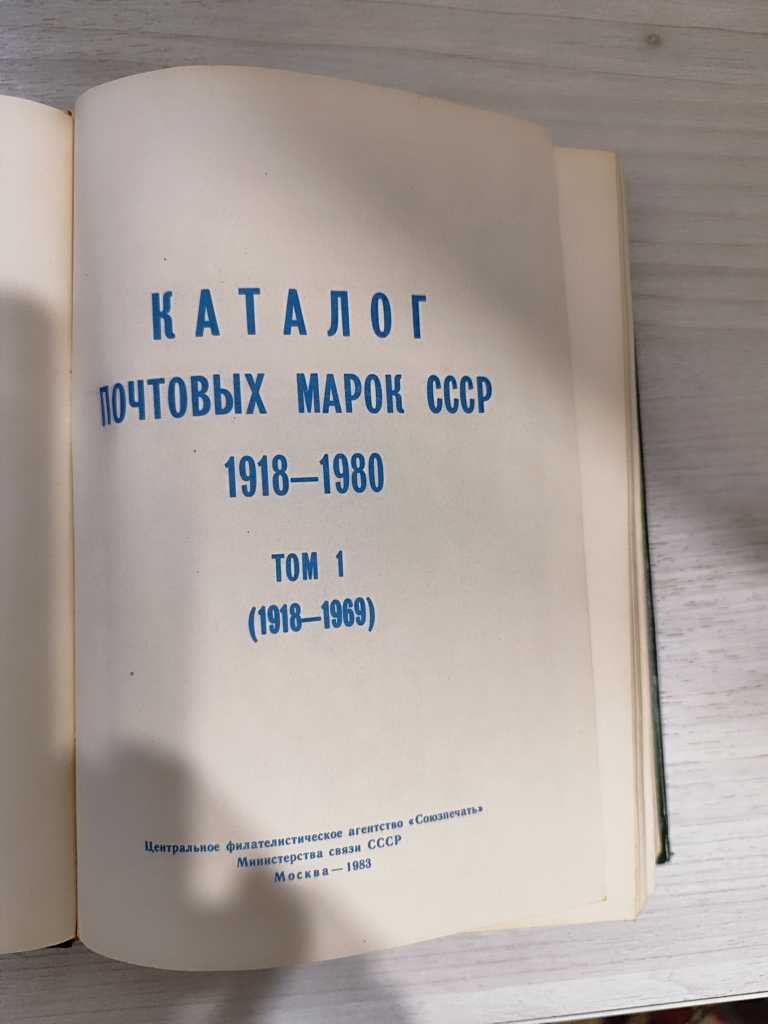 КАТАЛОГ
ПОЧТОВЫХ МАРОК СССР
1918—1980
ТОМ 1
(1918—1969)
Центральное филателистическое агентство «Союзпечать»
Министерства связи СССР
Москва — 1983